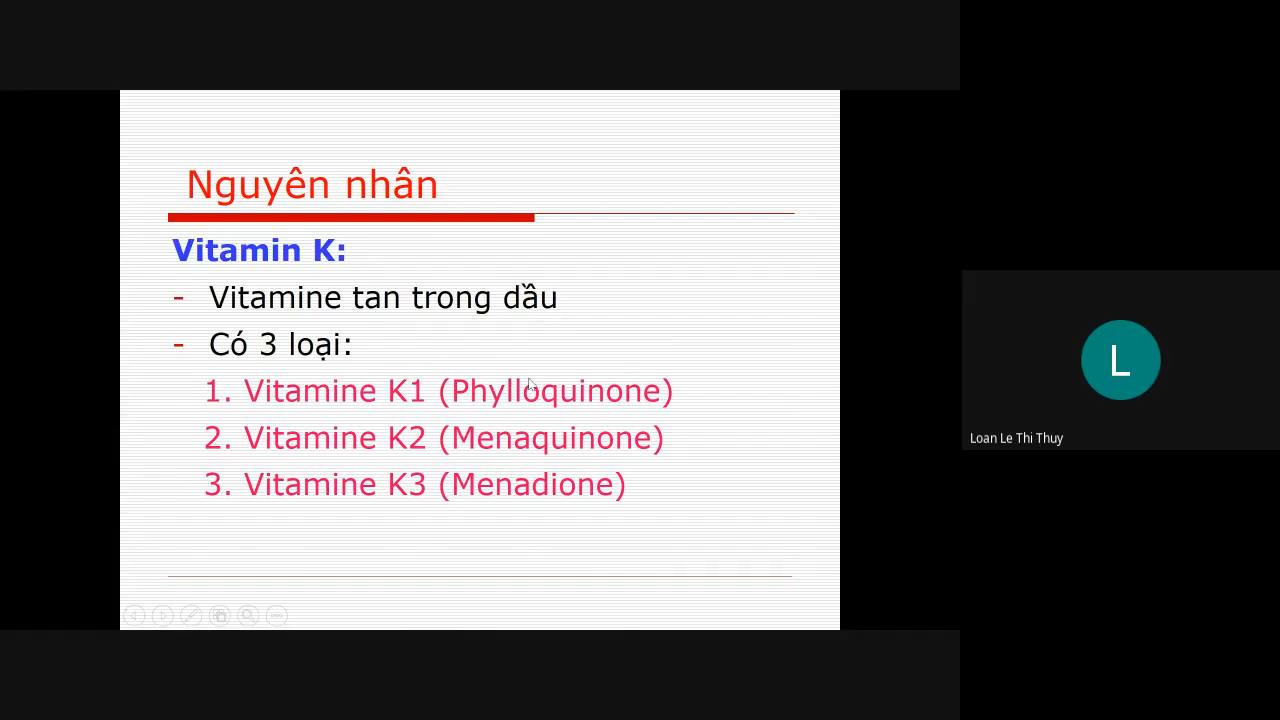 Nguyên nhân
Vitamin K:
- Vitamine tan trong dầu
- Có 3 loại:
1. Vitamine K1 (Phylloquinone)
2. Vitamine K2 (Menaquinone)
3. Vitamine K3 (Menadione)
L
Loan Le Thi Thuy